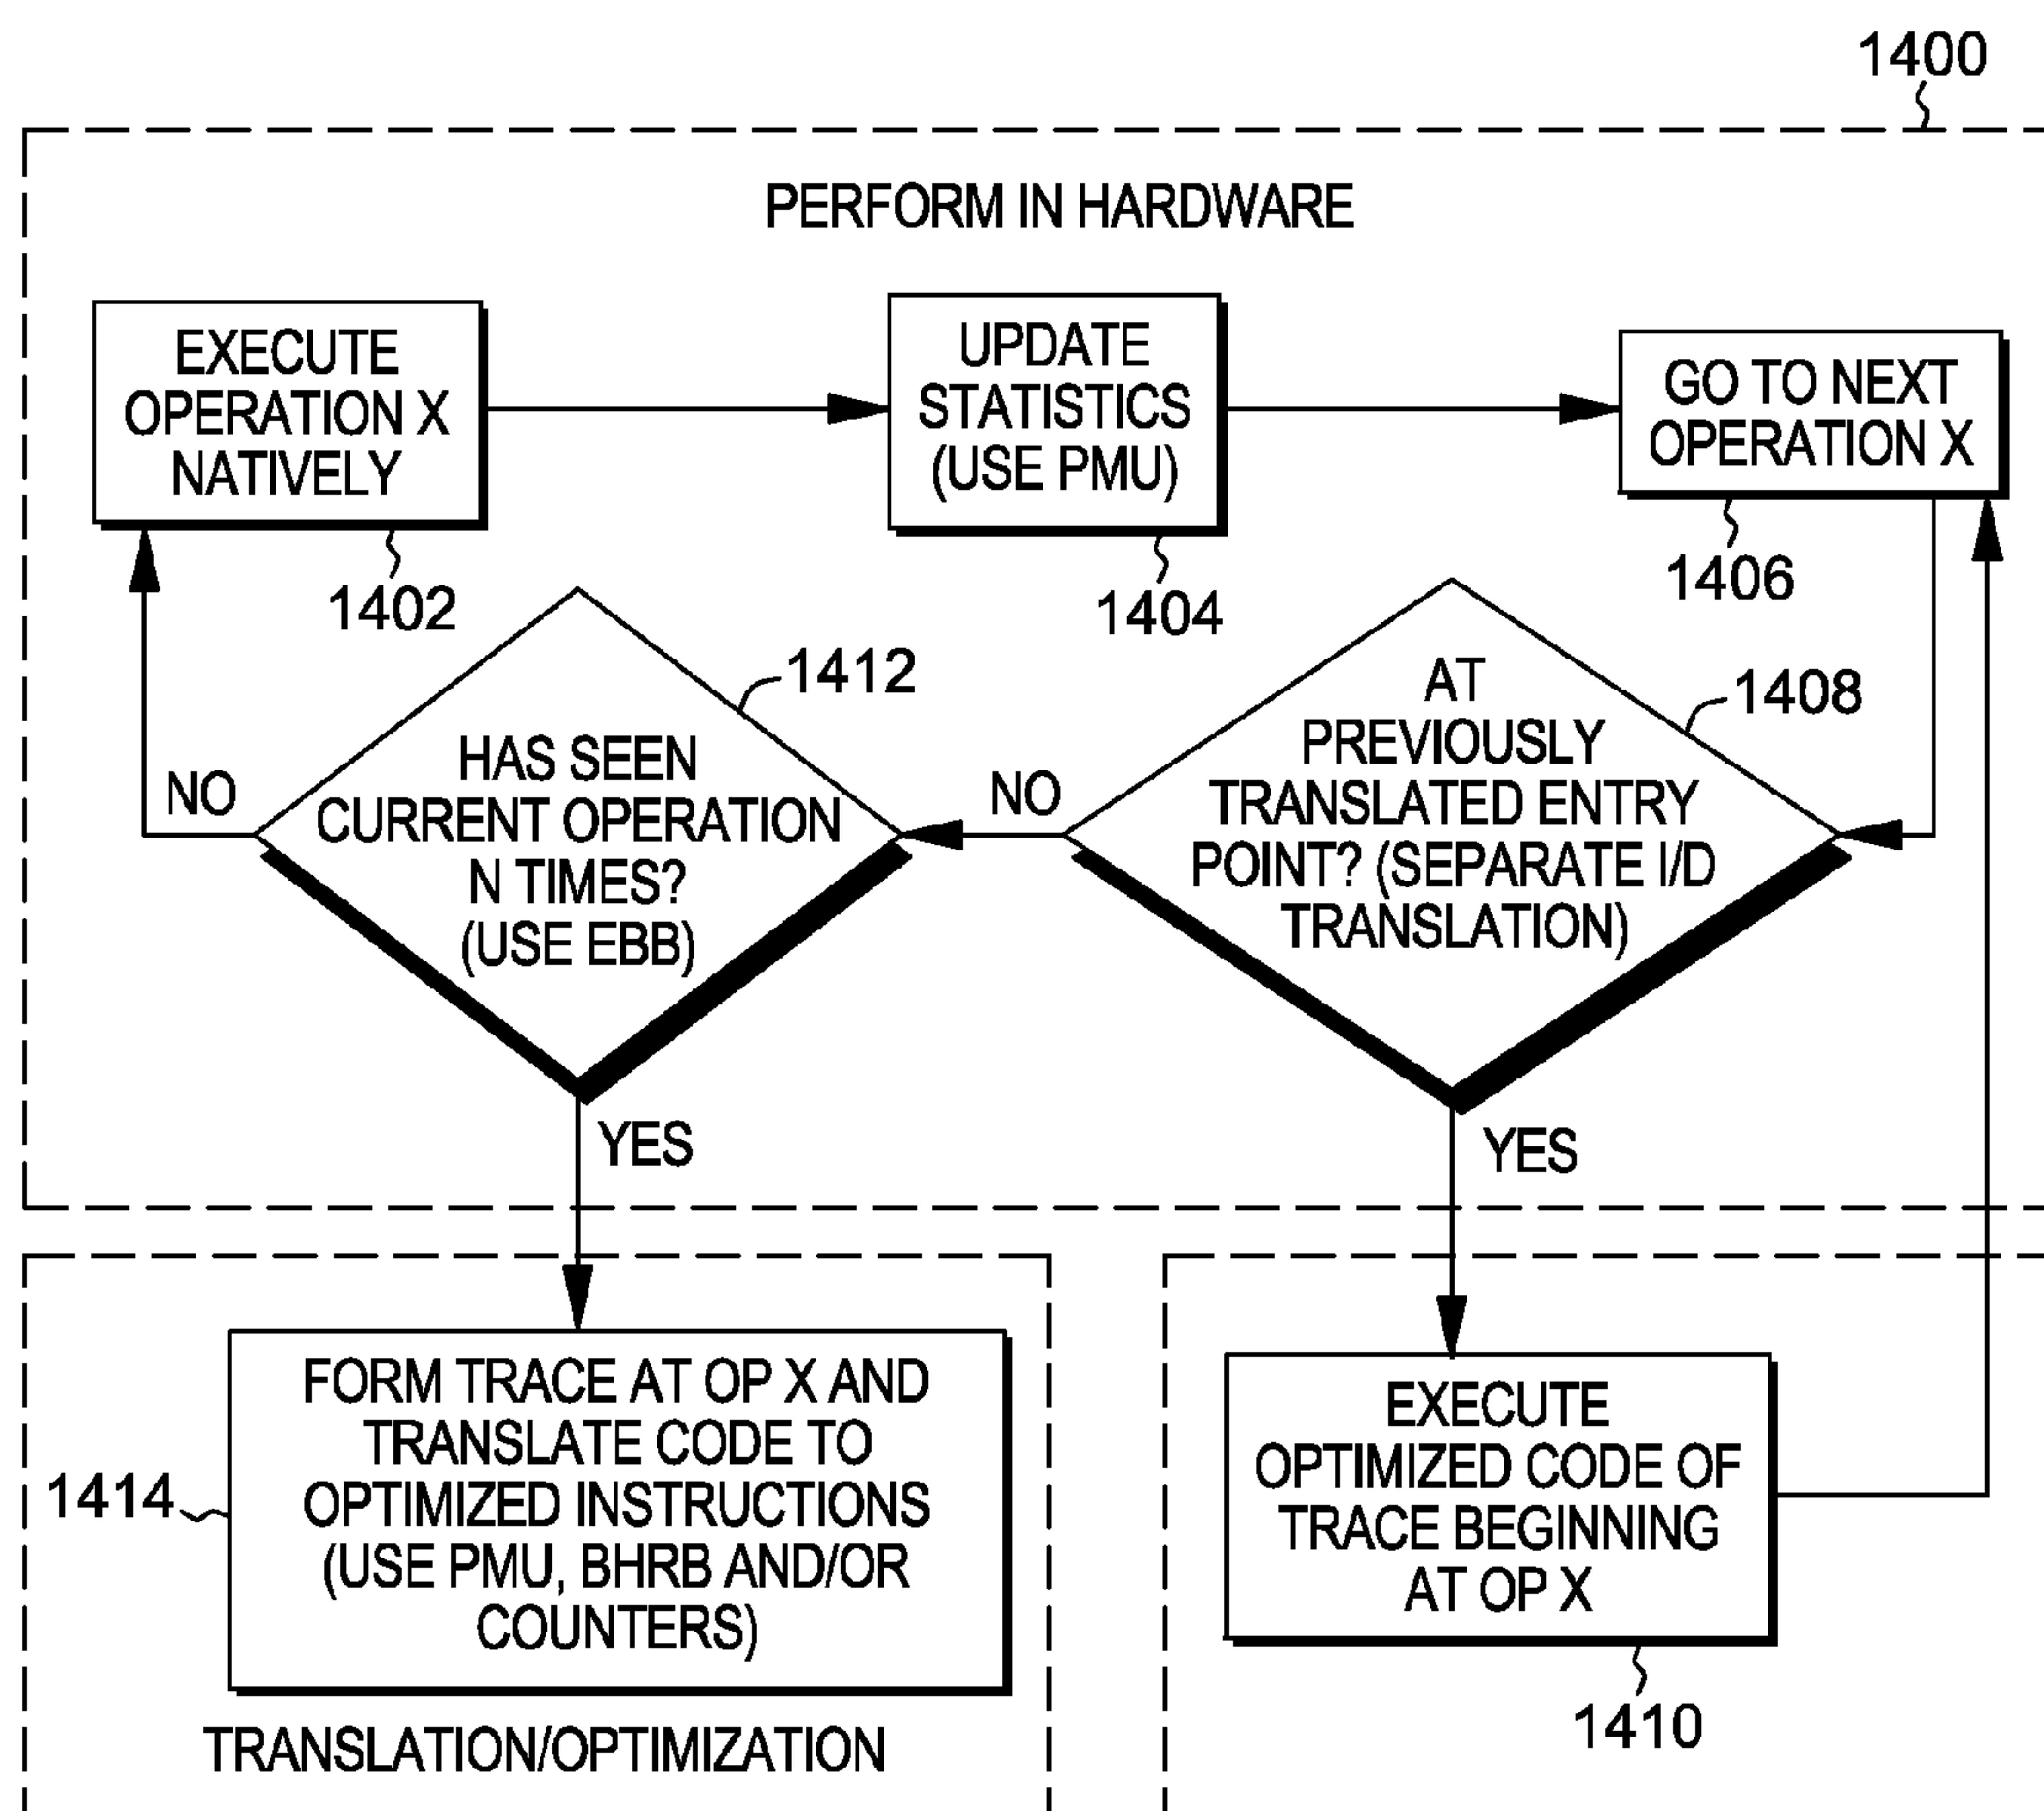 1400
PERFORM IN HARDWARE
EXECUTE
OPERATION X
NATIVELY
1402
UPDATE
STATISTICS
(USE PMU)
1404
GO TO NEXT
OPERATION X
1406
1412
HAS SEEN
CURRENT OPERATION
N TIMES?
(USE EBB)
NO
YES
1408
AT
PREVIOUSLY
TRANSLATED ENTRY
POINT? (SEPARATE I/D
TRANSLATION)
NO
YES
FORM TRACE AT OP X AND
TRANSLATE CODE TO
OPTIMIZED INSTRUCTIONS
(USE PMU, BHRB AND/OR
COUNTERS)
1414
TRANSLATION/OPTIMIZATION
EXECUTE
OPTIMIZED CODE OF
TRACE BEGINNING
AT OP X
1410